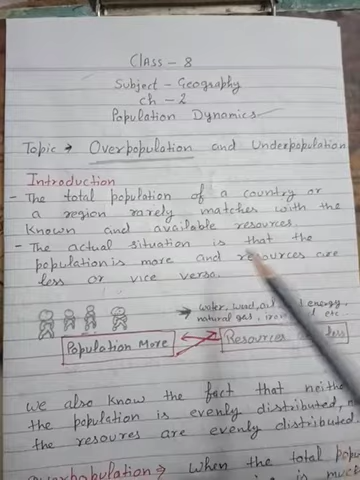 Class - 8
Subject - Geography
Ch - 2
Population Dynamics
Topic → Overpopulation and Underpopulation
Introduction
- The total population of a country or
a region rarely matches with the
known and available resources.
- The actual situation is that the
population is more and resources are
less or vice versa.
→ water, wood, energy,
natural gas, etc..
Population More
Resources less
we also know the fact that
the population is evenly distributed,
the resoures are evenly distributed
overpopulation → When the total
is much